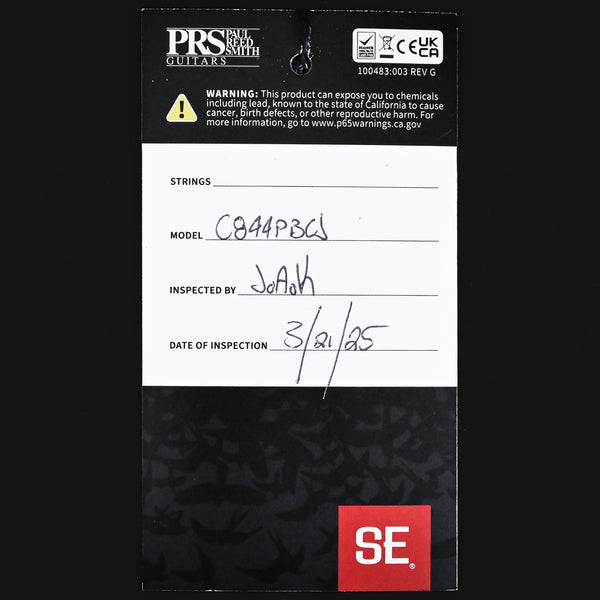 PRS PAUL REED SMITH
GUITARS
UK CA
100483:003 REV G
WARNING: This product can expose you to chemicals
including lead, known to the state of California to cause
cancer, birth defects, or other reproductive harm. For
more information, go to www.p65warnings.ca.gov
STRINGS
MODEL C844PBCJ
INSPECTED BY J.A.K
DATE OF INSPECTION 3/21/25
SE®